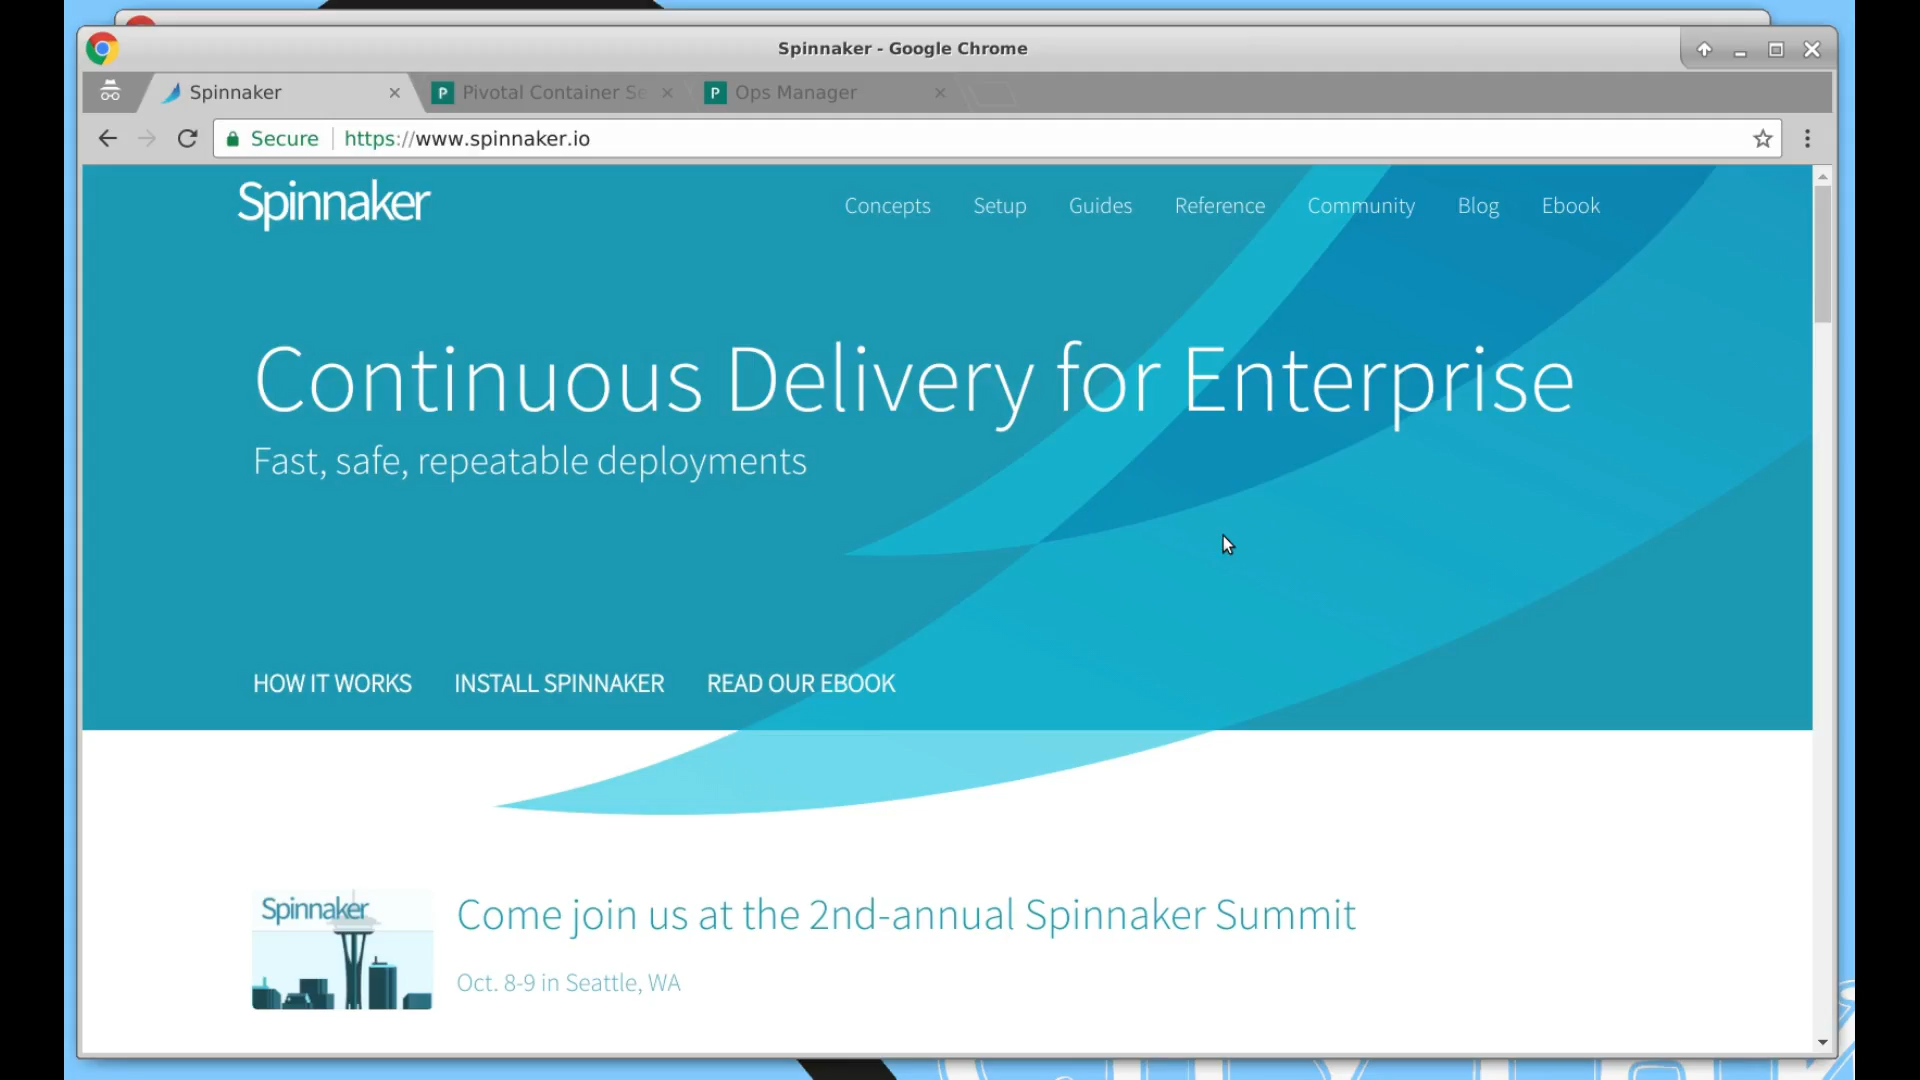 Spinnaker - Google Chrome
Spinnaker
Pivotal Container Se
Ops Manager
Secure
https://www.spinnaker.io
Spinnaker
Concepts
Setup
Guides
Reference
Community
Blog
Ebook
Continuous Delivery for Enterprise
Fast, safe, repeatable deployments
HOW IT WORKS
INSTALL SPINNAKER
READ OUR EBOOK
Spinnaker
Come join us at the 2nd-annual Spinnaker Summit
Oct. 8-9 in Seattle, WA